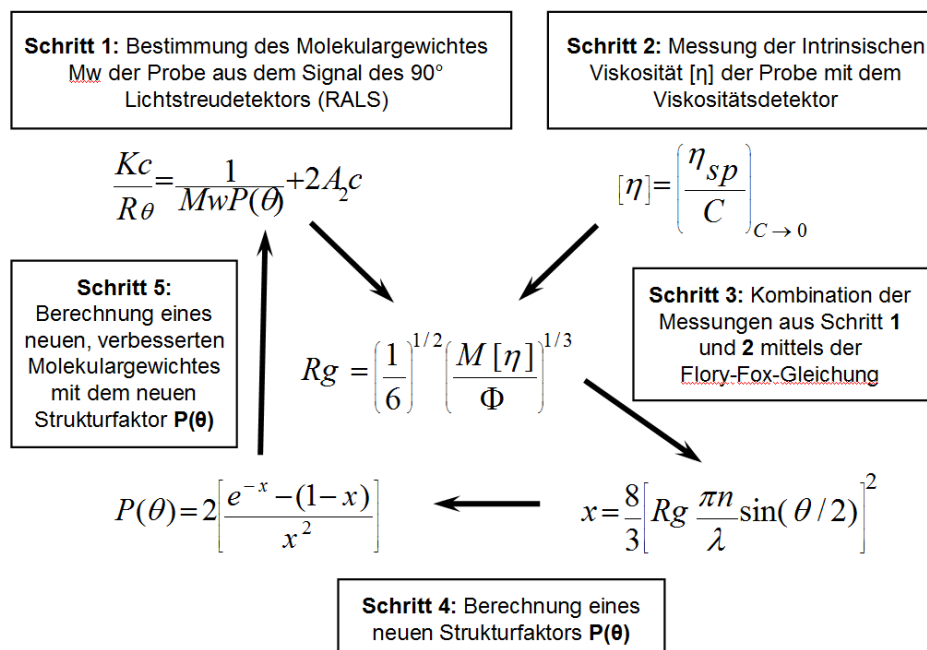 Schritt 1: Bestimmung des Molekulargewichtes
Mw der Probe aus dem Signal des 90°
Lichtstreudetektors (RALS)
Schritt 2: Messung der Intrinsischen
Viskosität [η] der Probe mit dem
Viskositätsdetektor
Kc/Rθ = 1/MwP(θ) + 2A₂c
[η] = (ηsp/C) C→0
Schritt 5:
Berechnung eines
neuen, verbesserten
Molekulargewichtes
mit dem neuen
Strukturfaktor P(θ)
Rg = (1/6)^1/2 (M[η]/Φ)^1/3
Schritt 3: Kombination der
Messungen aus Schritt 1
und 2 mittels der
Flory-Fox-Gleichung
P(θ) = 2[e^-x - (1-x)/x^2]
x = 8/3[Rg πn/λ sin(θ/2)]^2
Schritt 4: Berechnung eines
neuen Strukturfaktors P(θ)